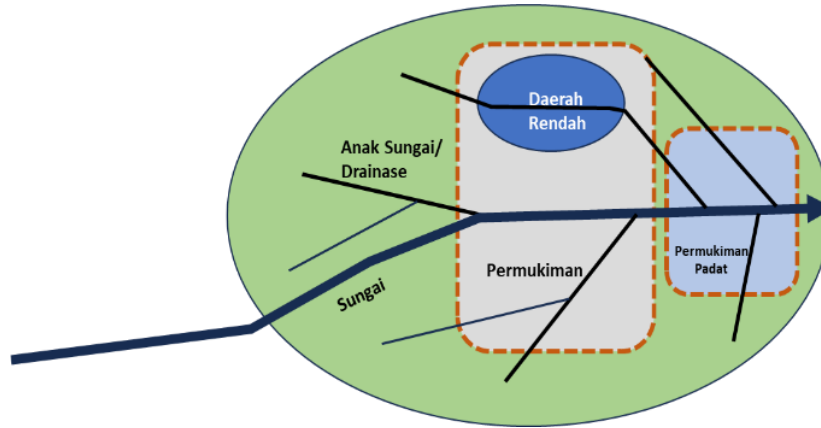 Daerah
Rendah
Anak Sungai/
Drainase
Permukiman
Permukiman
Padat
Sungai